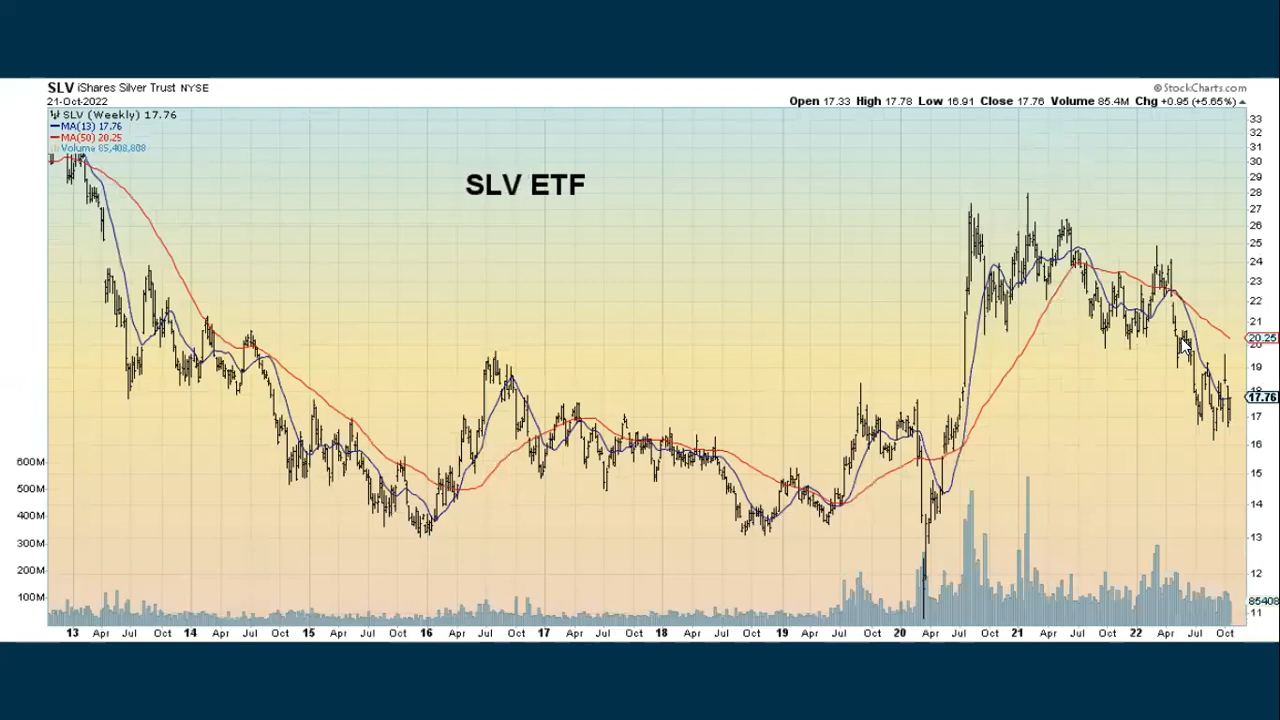 SLV iShares Silver Trust NYSE
© StockCharts.com
21-Oct-2022
Open 17.33 High 17.78 Low 16.91 Close 17.76 Volume 85.4M Chg +0.95 (+5.65%)
SLV (Weekly) 17.76
MA(13) 17.76
MA(50) 20.25
Volume 85,408,808
SLV ETF
33
32
31
30
29
28
27
26
25
24
23
22
21
20.25
20
19
18
17.76
17
16
15
14
13
12
11
600M
500M
400M
300M
200M
100M
85408
13 Apr Jul Oct 14 Apr Jul Oct 15 Apr Jul Oct 16 Apr Jul Oct 17 Apr Jul Oct 18 Apr Jul Oct 19 Apr Jul Oct 20 Apr Jul Oct 21 Apr Jul Oct 22 Apr Jul Oct